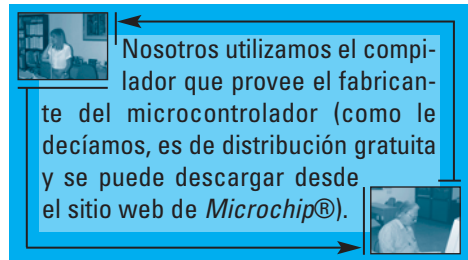 Nosotros utilizamos el compi-
lador que provee el fabrican-
te del microcontrolador (como le
decíamos, es de distribución gratuita
y se puede descargar desde
el sitio web de Microchip®).